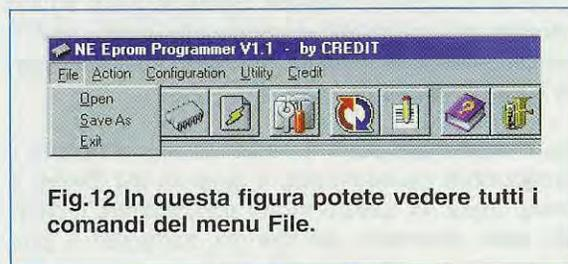 NE Eprom Programmer V1.1 - by CREDIT
File Action Configuration Utility Credit
Open
Save As
Exit
Fig.12 In questa figura potete vedere tutti i
comandi del menu File.